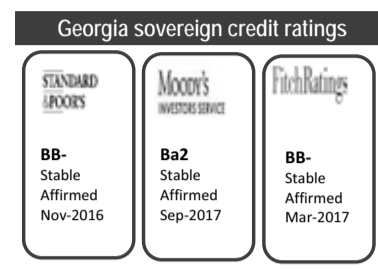 Georgia sovereign credit ratings
STANDARD
&POOR'S
BB-
Stable
Affirmed
Nov-2016
Moody's
INVESTORS SERVICE
Ba2
Stable
Affirmed
Sep-2017
FitchRatings
BB-
Stable
Affirmed
Mar-2017